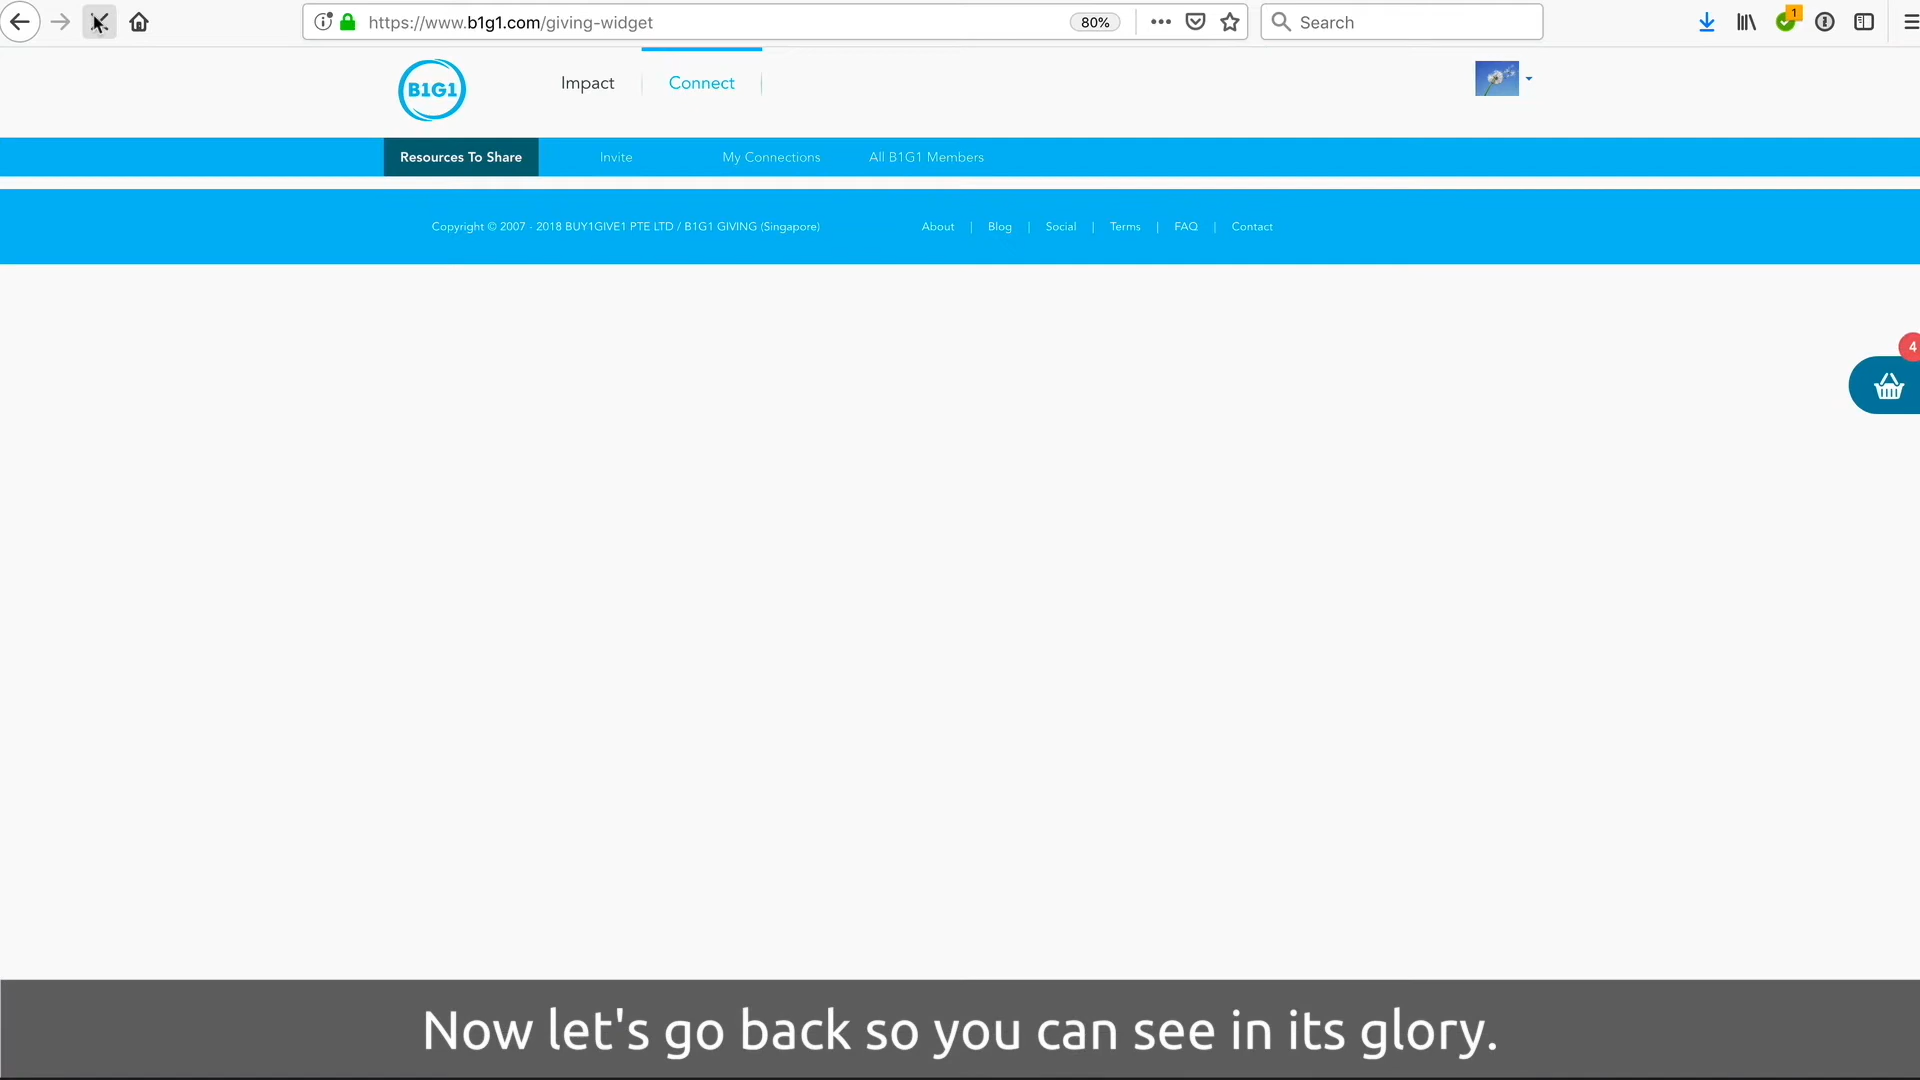 https://www.b1g1.com/giving-widget
80%
Search
1
B1G1
Impact
Connect
Resources To Share
Invite
My Connections
All B1G1 Members
Copyright © 2007 - 2018 BUY1GIVE1 PTE LTD / B1G1 GIVING (Singapore)
About | Blog | Social | Terms | FAQ | Contact
4
Now let's go back so you can see in its glory.